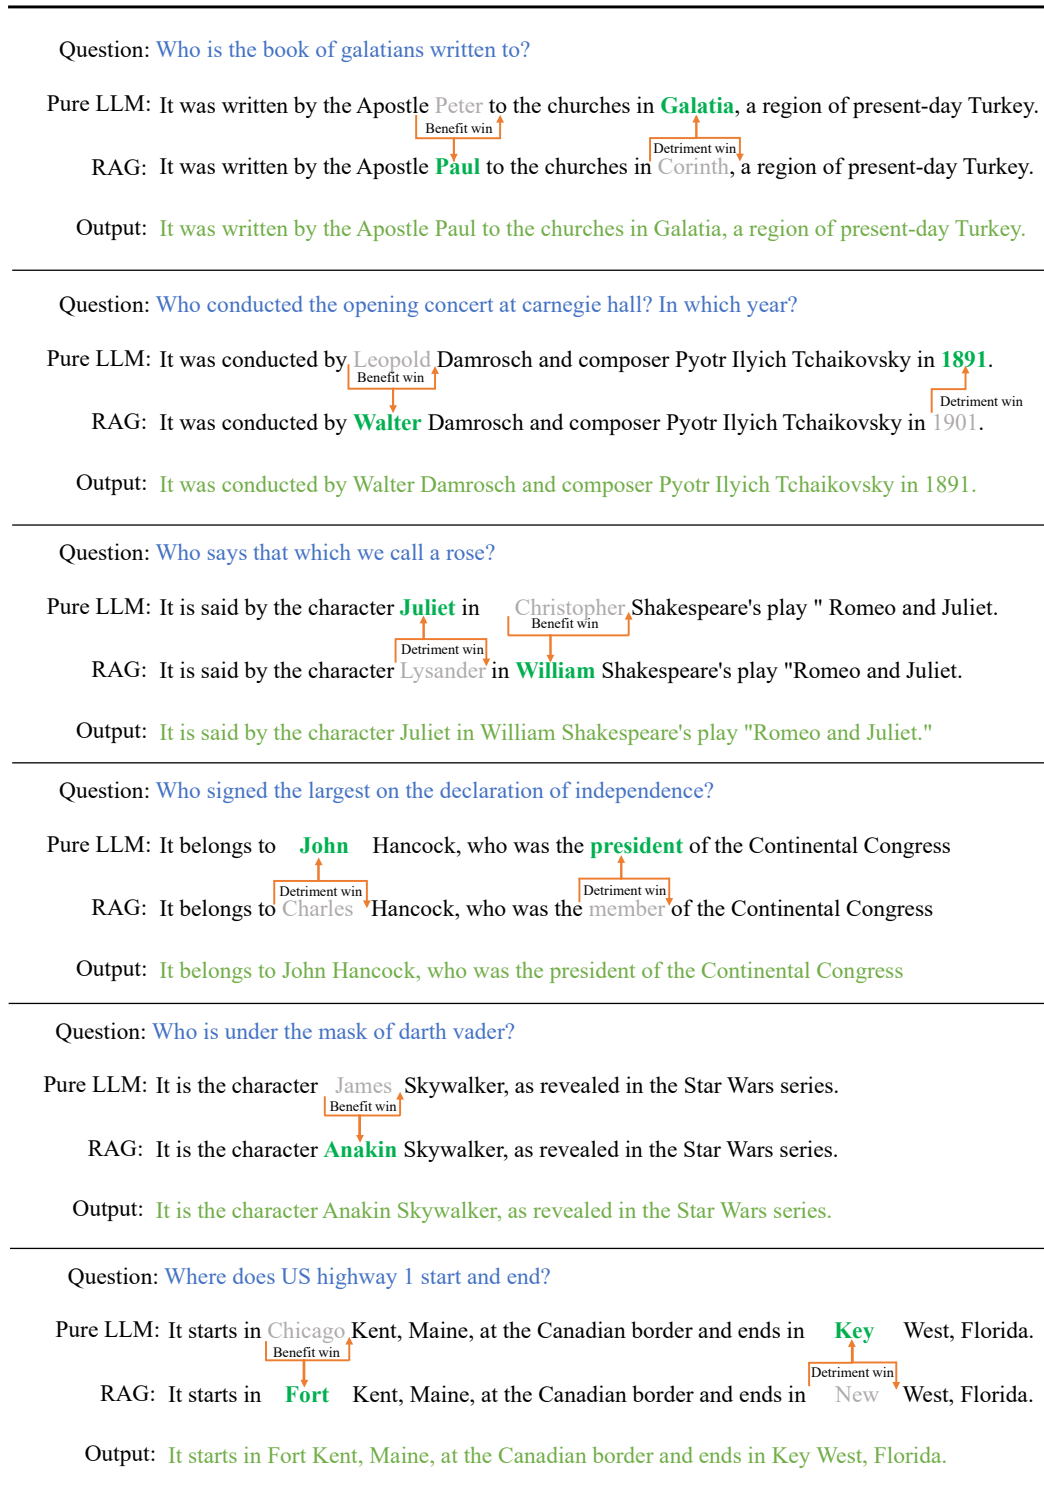 Question: Who is the book of galatians written to?
Pure LLM: It was written by the Apostle Peter to the churches in Galatia, a region of present-day Turkey.
Benefit win
Detriment win
RAG: It was written by the Apostle Paul to the churches in Corinth, a region of present-day Turkey.
Output: It was written by the Apostle Paul to the churches in Galatia, a region of present-day Turkey.
Question: Who conducted the opening concert at carnegie hall? In which year?
Pure LLM: It was conducted by Leopold Damrosch and composer Pyotr Ilyich Tchaikovsky in 1891.
Benefit win
Detriment win
RAG: It was conducted by Walter Damrosch and composer Pyotr Ilyich Tchaikovsky in 1901.
Output: It was conducted by Walter Damrosch and composer Pyotr Ilyich Tchaikovsky in 1891.
Question: Who says that which we call a rose?
Pure LLM: It is said by the character Juliet in Christopher Shakespeare's play " Romeo and Juliet.
Benefit win
Detriment win
RAG: It is said by the character Lysander in William Shakespeare's play "Romeo and Juliet.
Output: It is said by the character Juliet in William Shakespeare's play "Romeo and Juliet."
Question: Who signed the largest on the declaration of independence?
Pure LLM: It belongs to John Hancock, who was the president of the Continental Congress
Detriment win
Detriment win
RAG: It belongs to Charles Hancock, who was the member of the Continental Congress
Output: It belongs to John Hancock, who was the president of the Continental Congress
Question: Who is under the mask of darth vader?
Pure LLM: It is the character James Skywalker, as revealed in the Star Wars series.
Benefit win
RAG: It is the character Anakin Skywalker, as revealed in the Star Wars series.
Output: It is the character Anakin Skywalker, as revealed in the Star Wars series.
Question: Where does US highway 1 start and end?
Pure LLM: It starts in Chicago Kent, Maine, at the Canadian border and ends in Key West, Florida.
Benefit win
Detriment win
RAG: It starts in Fort Kent, Maine, at the Canadian border and ends in New West, Florida.
Output: It starts in Fort Kent, Maine, at the Canadian border and ends in Key West, Florida.